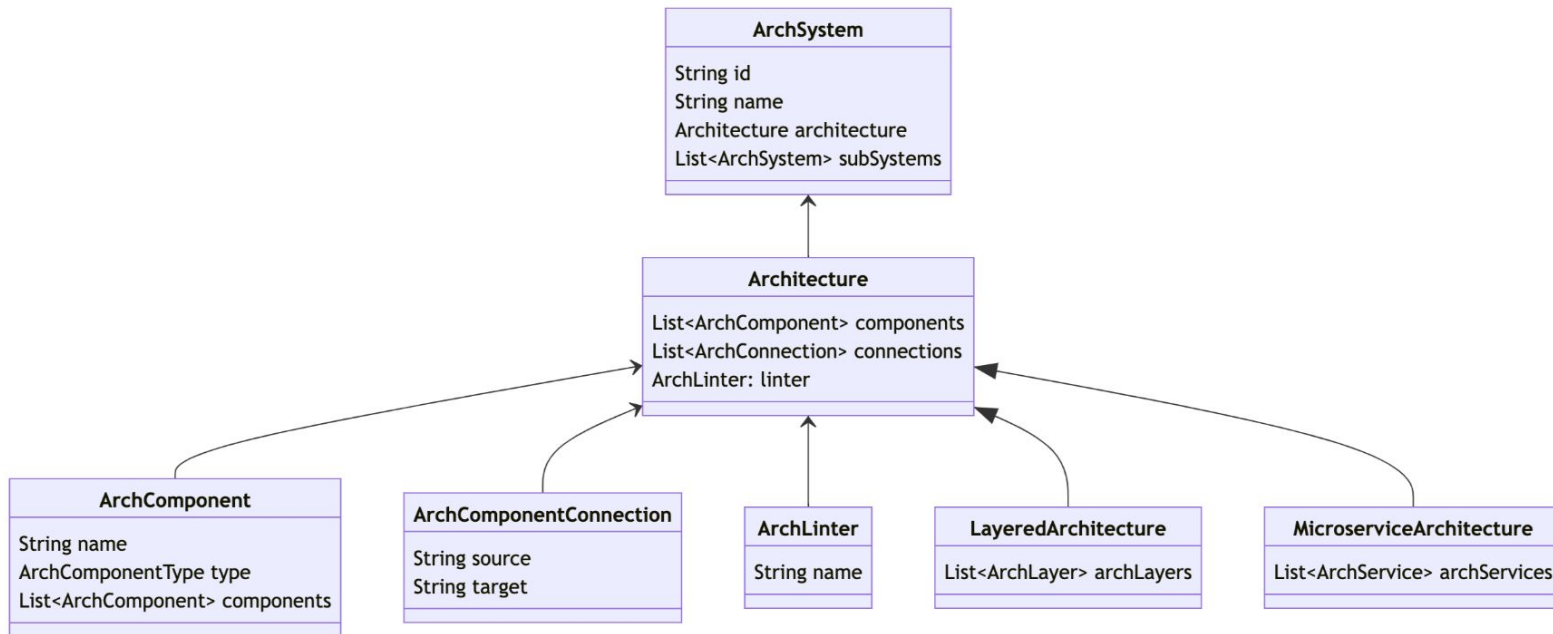 ArchSystem
String id
String name
Architecture architecture
List<ArchSystem> subSystems
Architecture
List<ArchComponent> components
List<ArchConnection> connections
ArchLinter: linter
ArchComponent
String name
ArchComponentType type
List<ArchComponent> components
ArchComponentConnection
String source
String target
ArchLinter
String name
LayeredArchitecture
List<ArchLayer> archLayers
MicroserviceArchitecture
List<ArchService> archServices